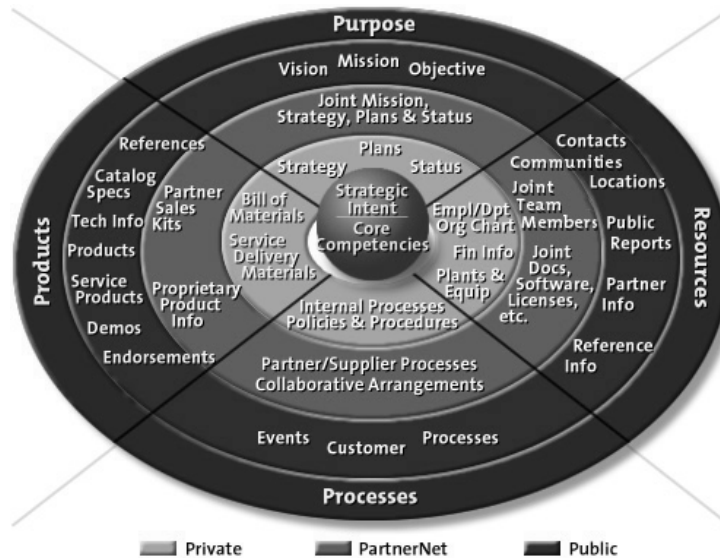 Purpose
Vision Mission Objective
Joint Mission,
Strategy, Plans & Status
Plans
Strategy
Status
Strategic
Intent
Core
Competencies
Products
References
Catalog
Specs
Tech Info
Products
Service
Products
Demos
Endorsements
Partner
Sales
Kits
Proprietary
Product
Info
Bill of
Materials
Service
Delivery
Materials
Empl/Dpt
Org Chart
Fin Info
Plants &
Equip
Joint
Team
Members
Joint
Docs,
Software,
Licenses,
etc.
Contacts
Communities
Locations
Public
Reports
Partner
Info
Reference
Info
Resources
Internal Processes
Policies & Procedures
Partner/Supplier Processes
Collaborative Arrangements
Events Customer Processes
Processes
Private PartnerNet Public